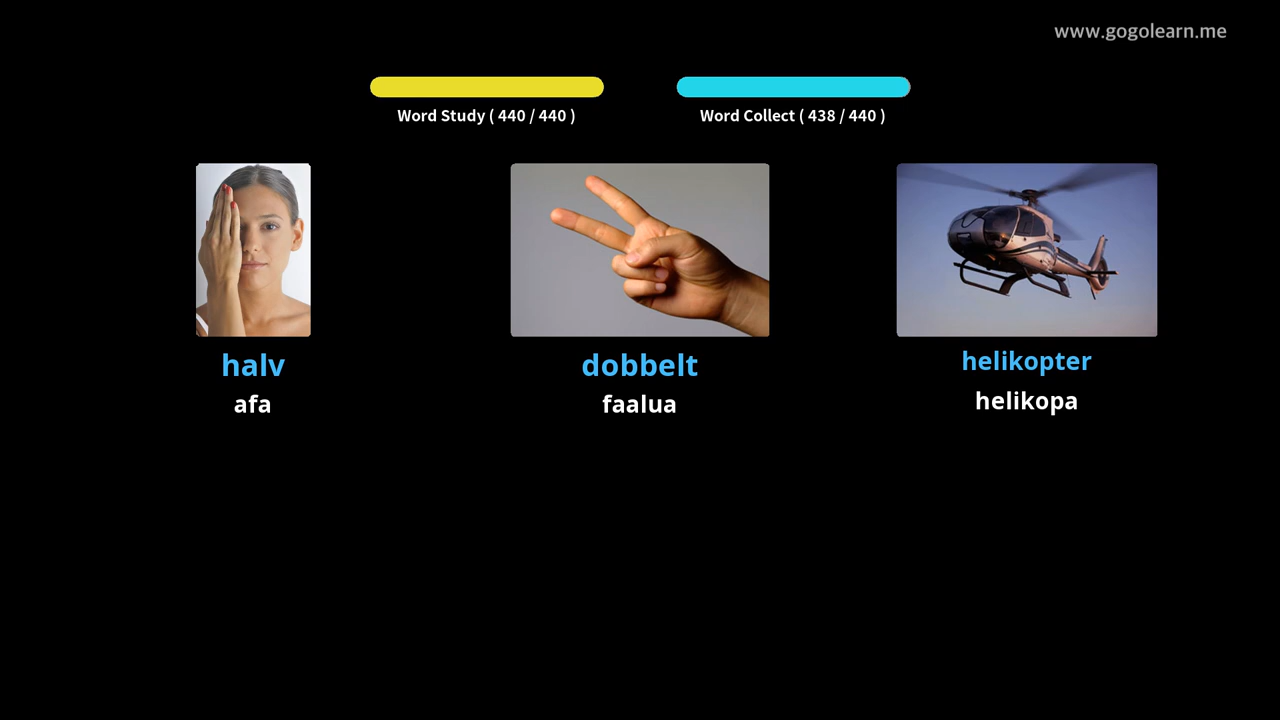 www.gogolearn.me
Word Study ( 440 / 440 )
Word Collect ( 438 / 440 )
halv
afa
dobbelt
faalua
helikopter
helikopa